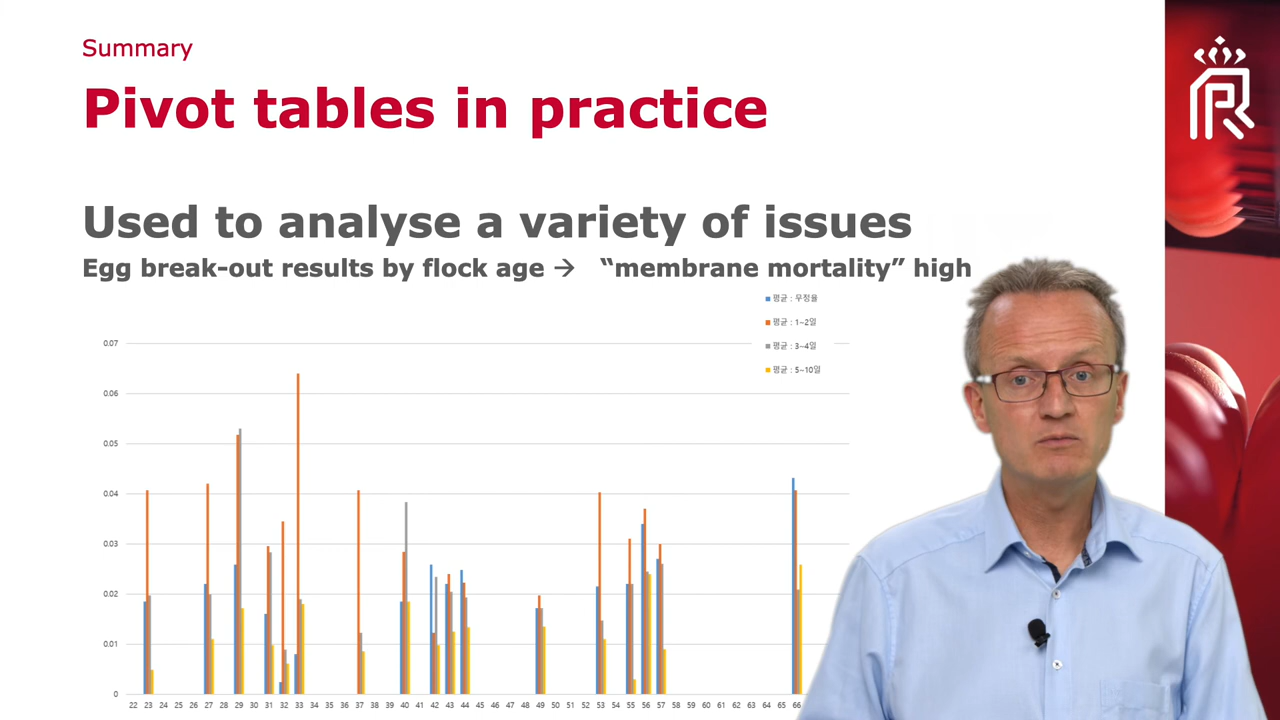 Summary
Pivot tables in practice
Used to analyse a variety of issues
Egg break-out results by flock age → “membrane mortality” high
평균 : 무정율
평균 : 1~2일
평균 : 3~4일
평균 : 5~10일
0.07
0.06
0.05
0.04
0.03
0.02
0.01
0
22 23 24 25 26 27 28 29 30 31 32 33 34 35 36 37 38 39 40 41 42 43 44 45 46 47 48 49 50 51 52 53 54 55 56 57 58 59 60 61 62 63 64 65 66